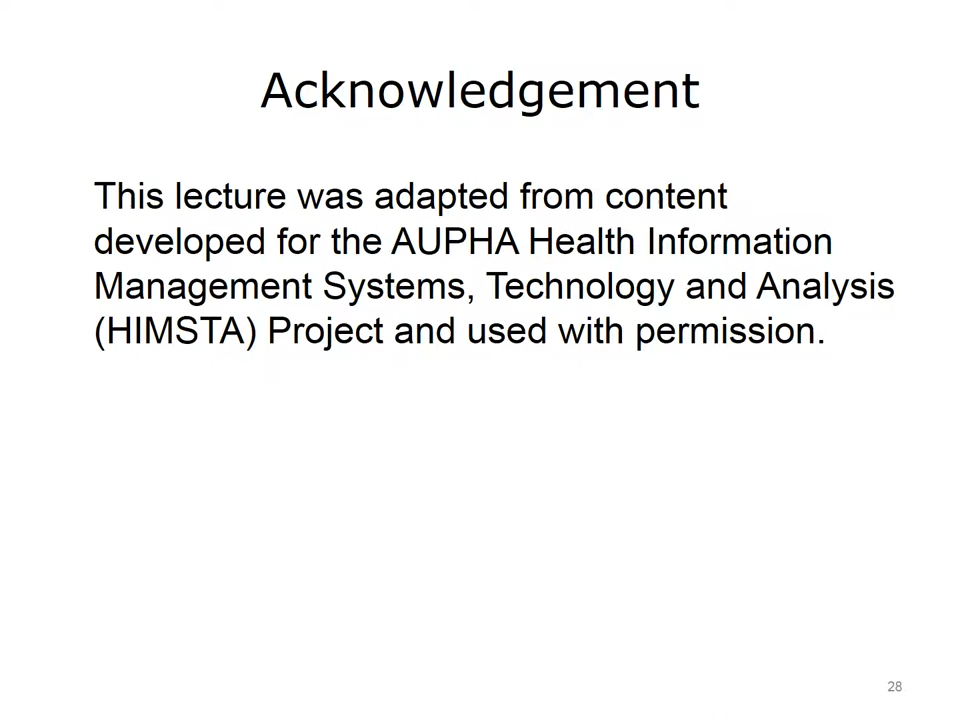 Acknowledgement
This lecture was adapted from content
developed for the AUPHA Health Information
Management Systems, Technology and Analysis
(HIMSTA) Project and used with permission.
28